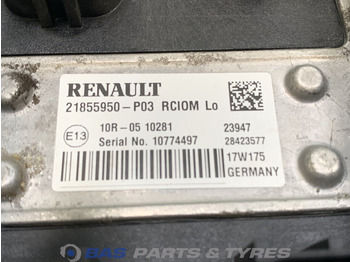 RENAULT
21855950-P03 RCIOM Lo
E13 10R-05 10281 23947
Serial No. 10774497 28423577
17W175
GERMANY
BAS PARTS & TYRES